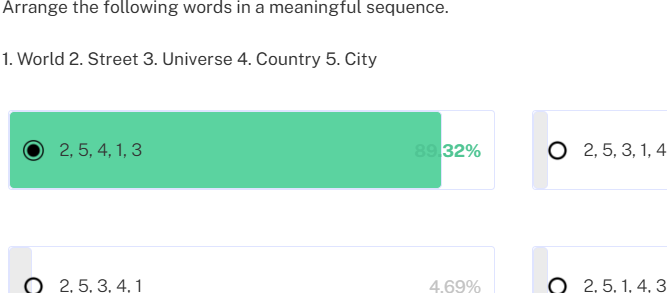 Arrange the following words in a meaningful sequence.
1. World 2. Street 3. Universe 4. Country 5. City
2, 5, 4, 1, 3 89.32% 2, 5, 3, 1, 4
2, 5, 3, 4, 1 4.69% 2, 5, 1, 4, 3